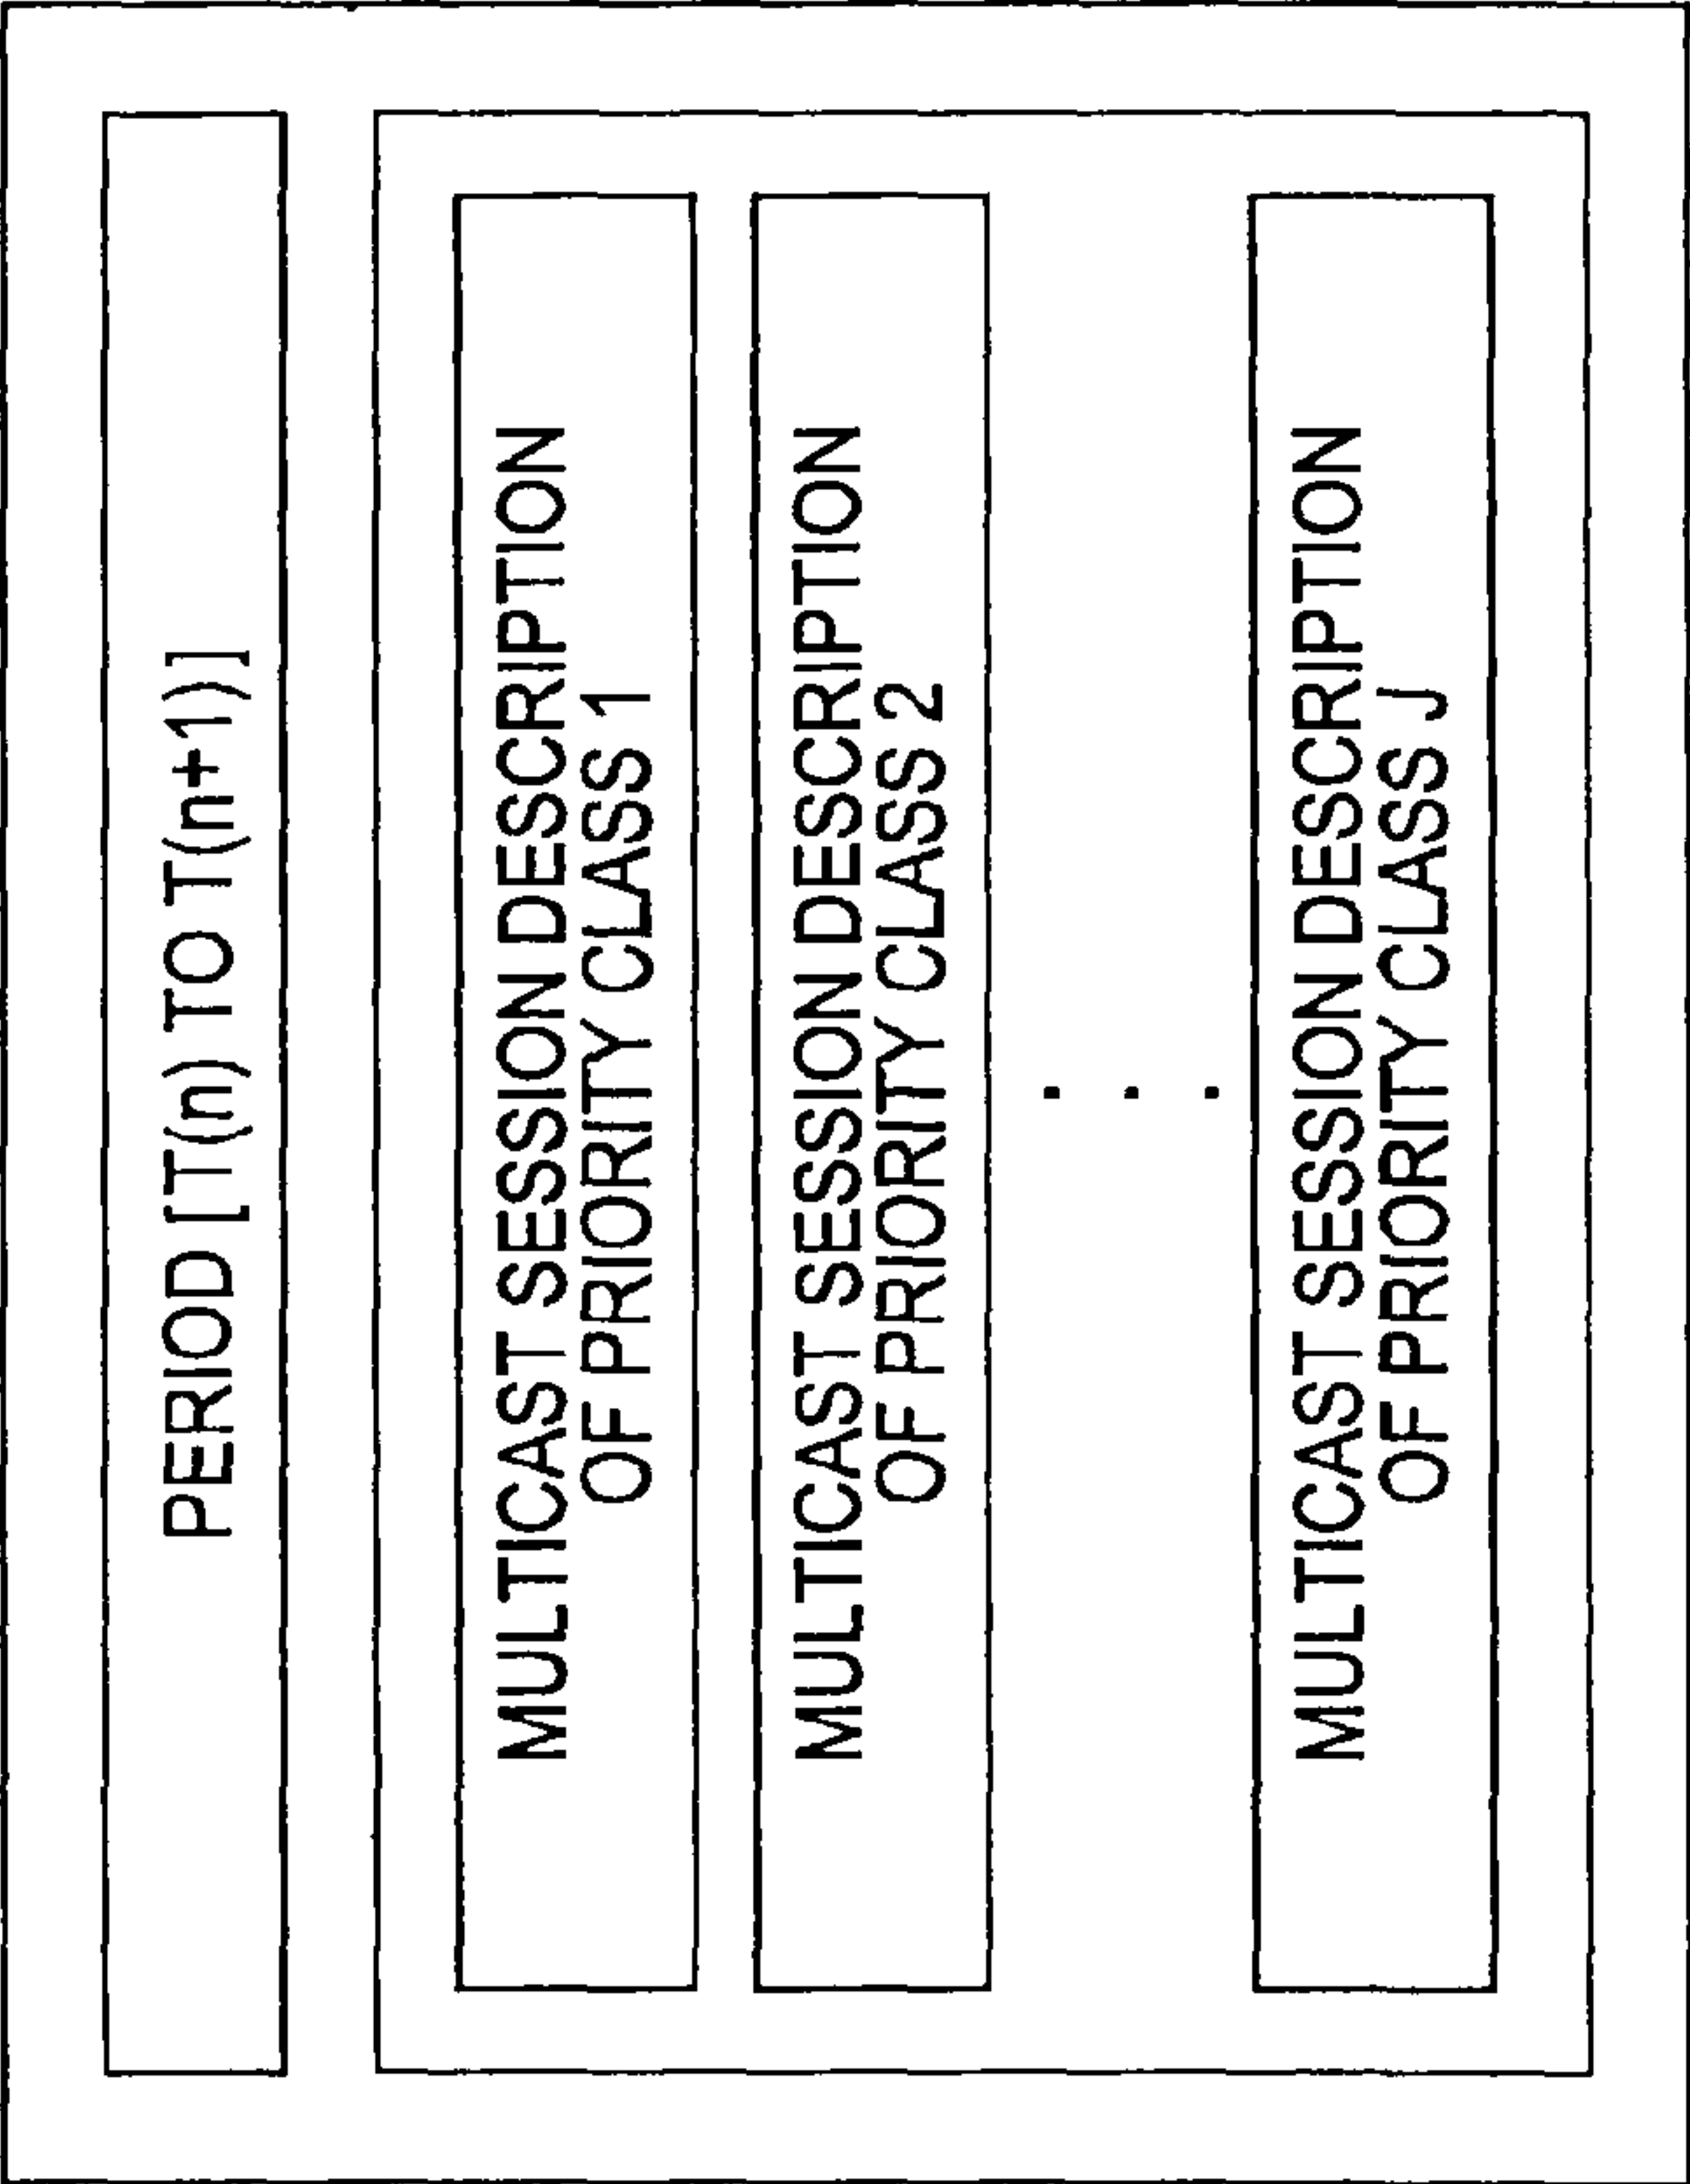 PERIOD [T(n) TO T(n+1))]
MULTICAST SESSION DESCRIPTION
OF PRIORITY CLASS 1
MULTICAST SESSION DESCRIPTION
OF PRIORITY CLASS 2
. . .
MULTICAST SESSION DESCRIPTION
OF PRIORITY CLASS J